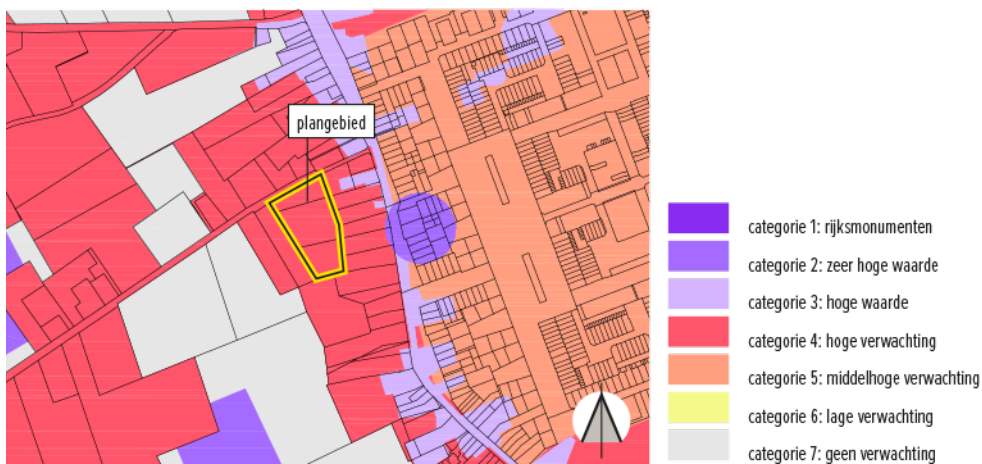 plangebied
categorie 1: rijksmonumenten
categorie 2: zeer hoge waarde
categorie 3: hoge waarde
categorie 4: hoge verwachting
categorie 5: middelhoge verwachting
categorie 6: lage verwachting
categorie 7: geen verwachting